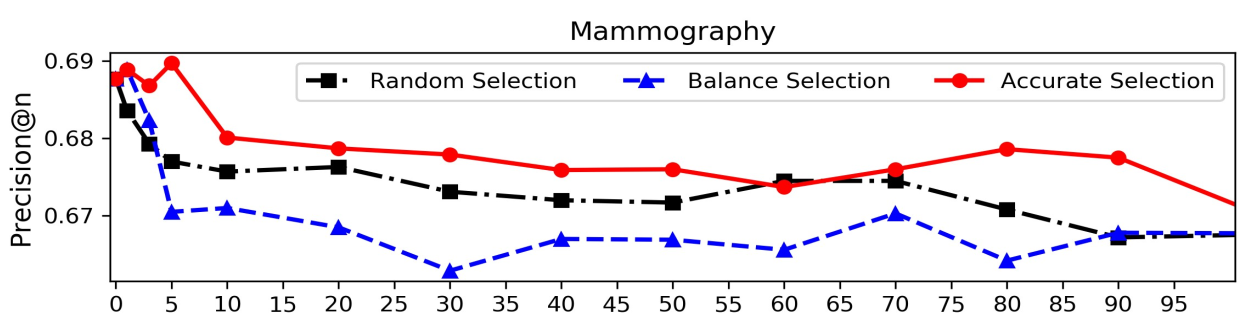 Mammography
Random Selection Balance Selection Accurate Selection
Precision@n
0.69
0.68
0.67
0 5 10 15 20 25 30 35 40 45 50 55 60 65 70 75 80 85 90 95